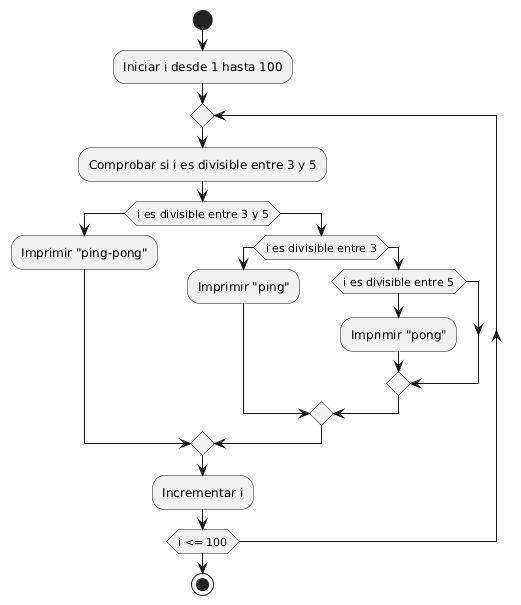 Iniciar i desde 1 hasta 100
Comprobar si i es divisible entre 3 y 5
i es divisible entre 3 y 5
Imprimir "ping-pong"
i es divisible entre 3
Imprimir "ping"
i es divisible entre 5
Imprimir "pong"
Incrementar i
i <= 100